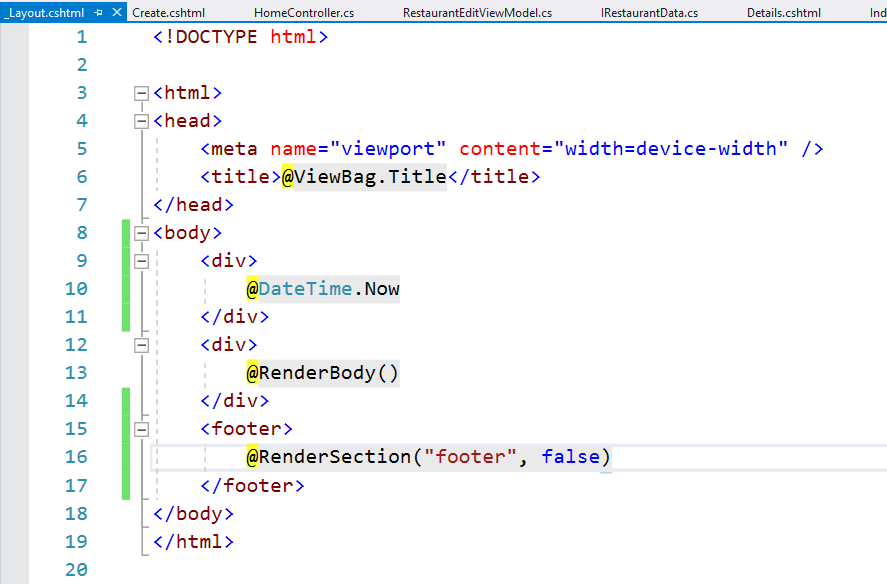 _Layout.cshtml Create.cshtml HomeController.cs RestaurantEditViewModel.cs IRestaurantData.cs Details.cshtml Ind
1 <!DOCTYPE html>
2
3 <html>
4 <head>
5 <meta name="viewport" content="width=device-width" />
6 <title>@ViewBag.Title</title>
7 </head>
8 <body>
9 <div>
10 @DateTime.Now
11 </div>
12 <div>
13 @RenderBody()
14 </div>
15 <footer>
16 @RenderSection("footer", false)
17 </footer>
18 </body>
19 </html>
20